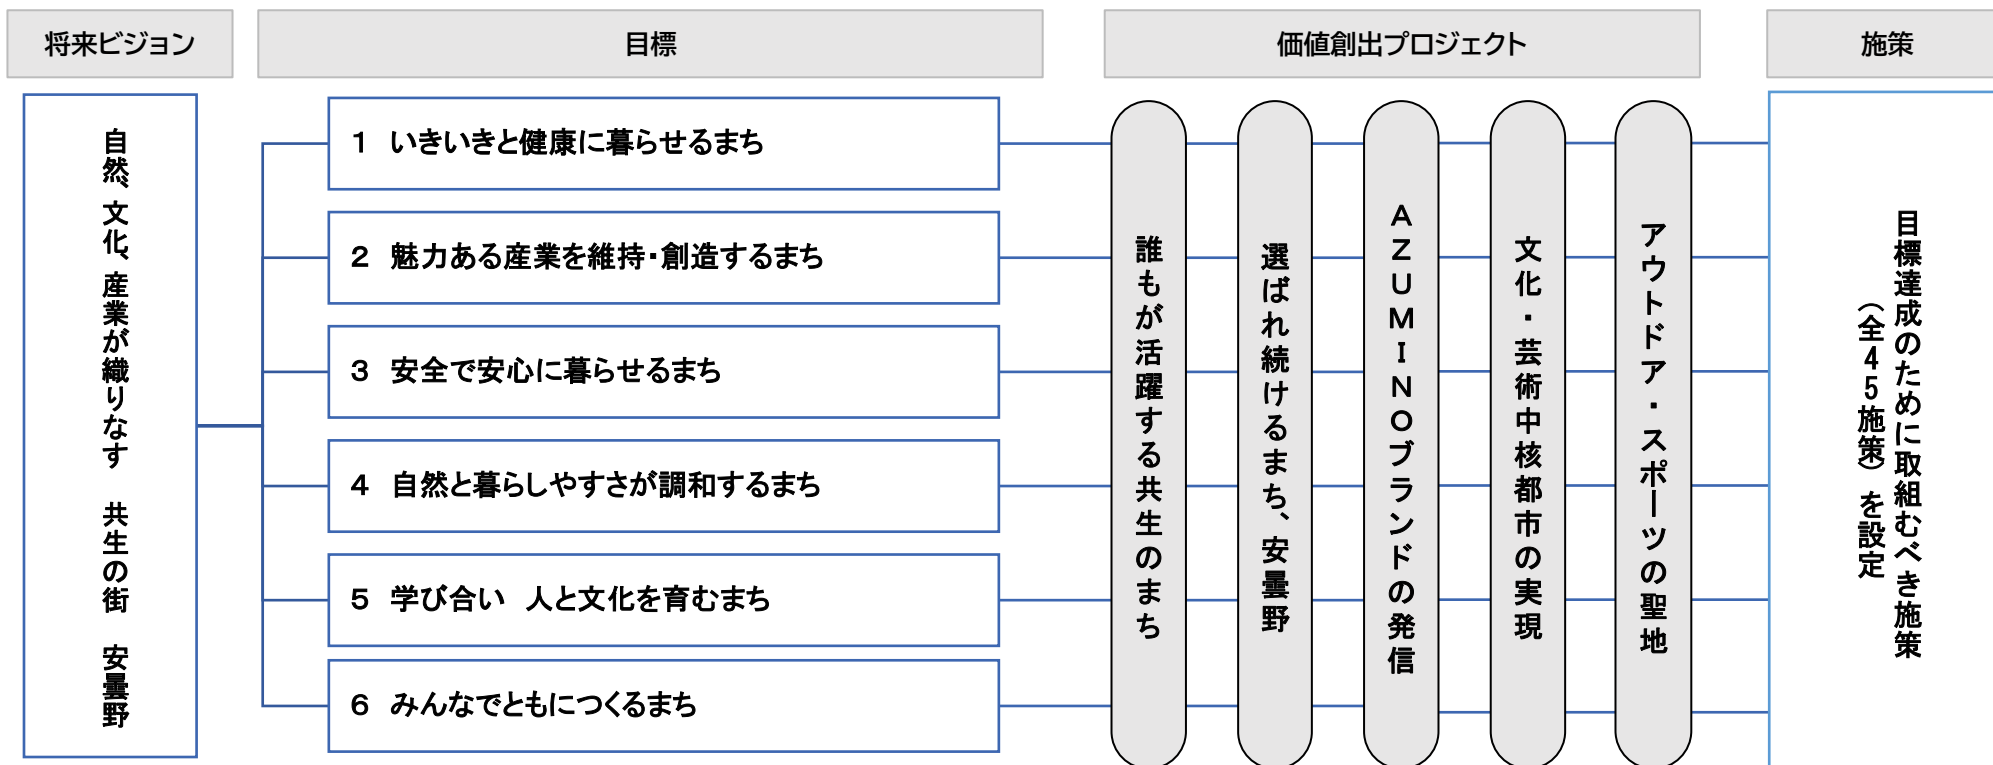 将来ビジョン
目標
価値創出プロジェクト
施策
自然、文化、産業が織りなす　共生の街　安曇野
１　いきいきと健康に暮らせるまち
２　魅力ある産業を維持・創造するまち
３　安全で安心に暮らせるまち
４　自然と暮らしやすさが調和するまち
５　学び合い　人と文化を育むまち
６　みんなでともにつくるまち
誰もが活躍する共生のまち
選ばれ続けるまち、安曇野
ＡＺＵＭＩＮＯブランドの発信
文化・芸術中核都市の実現
アウトドア・スポーツの聖地
目標達成のために取組むべき施策
（全４５施策）を設定